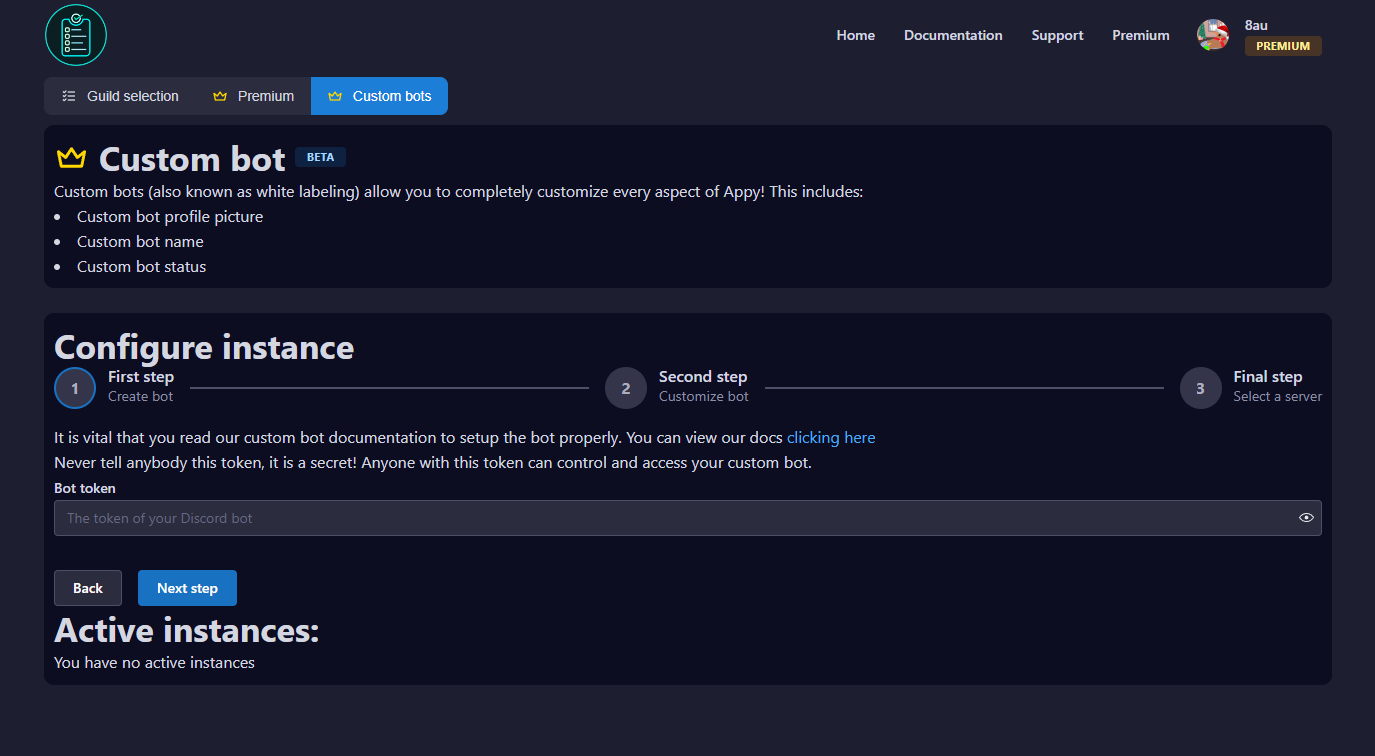 Home Documentation Support Premium 8au
PREMIUM
Guild selection Premium Custom bots
Custom bot BETA
Custom bots (also known as white labeling) allow you to completely customize every aspect of Appy! This includes:
Custom bot profile picture
Custom bot name
Custom bot status
Configure instance
1 First step 2 Second step 3 Final step
Create bot Customize bot Select a server
It is vital that you read our custom bot documentation to setup the bot properly. You can view our docs clicking here
Never tell anybody this token, it is a secret! Anyone with this token can control and access your custom bot.
Bot token
The token of your Discord bot
Back Next step
Active instances:
You have no active instances